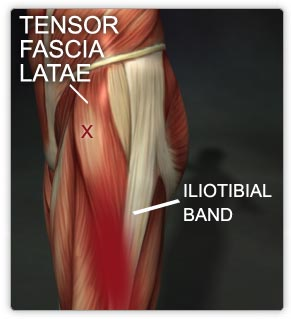 TENSOR
FASCIA
LATAE
X
ILIOTIBIAL
BAND